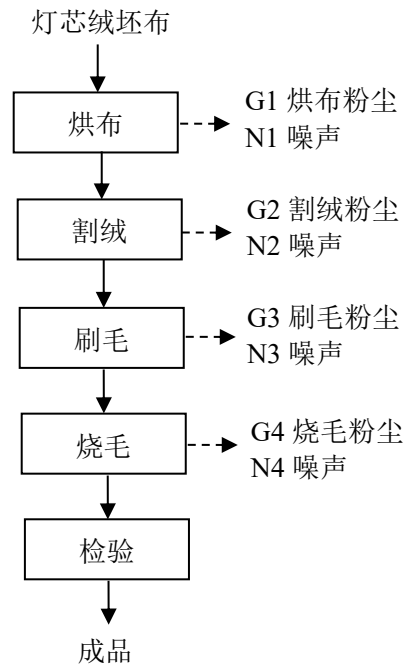 灯芯绒坯布
烘布
G1 烘布粉尘
N1 噪声
割绒
G2 割绒粉尘
N2 噪声
刷毛
G3 刷毛粉尘
N3 噪声
烧毛
G4 烧毛粉尘
N4 噪声
检验
成品